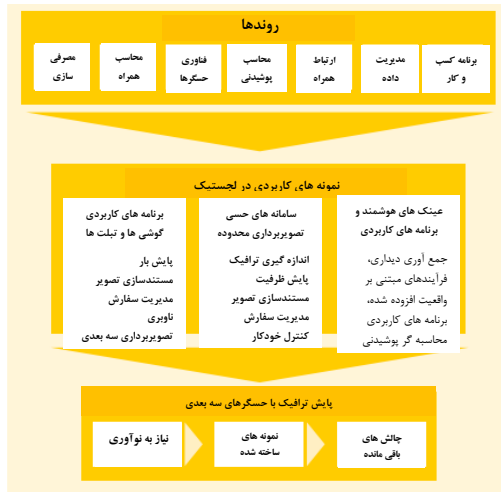 روندها
برنامه کسب
و کار
مدیریت
داده
ارتباط
همراه
محاسب
پوشیدنی
فناوری
حسگرها
محاسب
همراه
مصرفی
سازی
نمونه های کاربردی در لجستیک
عینک های هوشمند و
برنامه های کاربردی
جمع آوری دیداری،
فرآیندهای مبتنی بر
واقعیت افزوده شده،
برنامه های کاربردی
محاسبه گر پوشیدنی
سامانه های حسی
تصویربرداری محدوده
اندازه گیری ترافیک
پایش ظرفیت
مستندسازی تصویر
مدیریت سفارش
کنترل خودکار
برنامه های کاربردی
گوشی ها و تبلت ها
پایش بار
مستندسازی تصویر
مدیریت سفارش
ناوبری
تصویربرداری سه بعدی
پایش ترافیک با حسگرهای سه بعدی
نیاز به نوآوری
نمونه های
ساخته شده
چالش های
باقی مانده